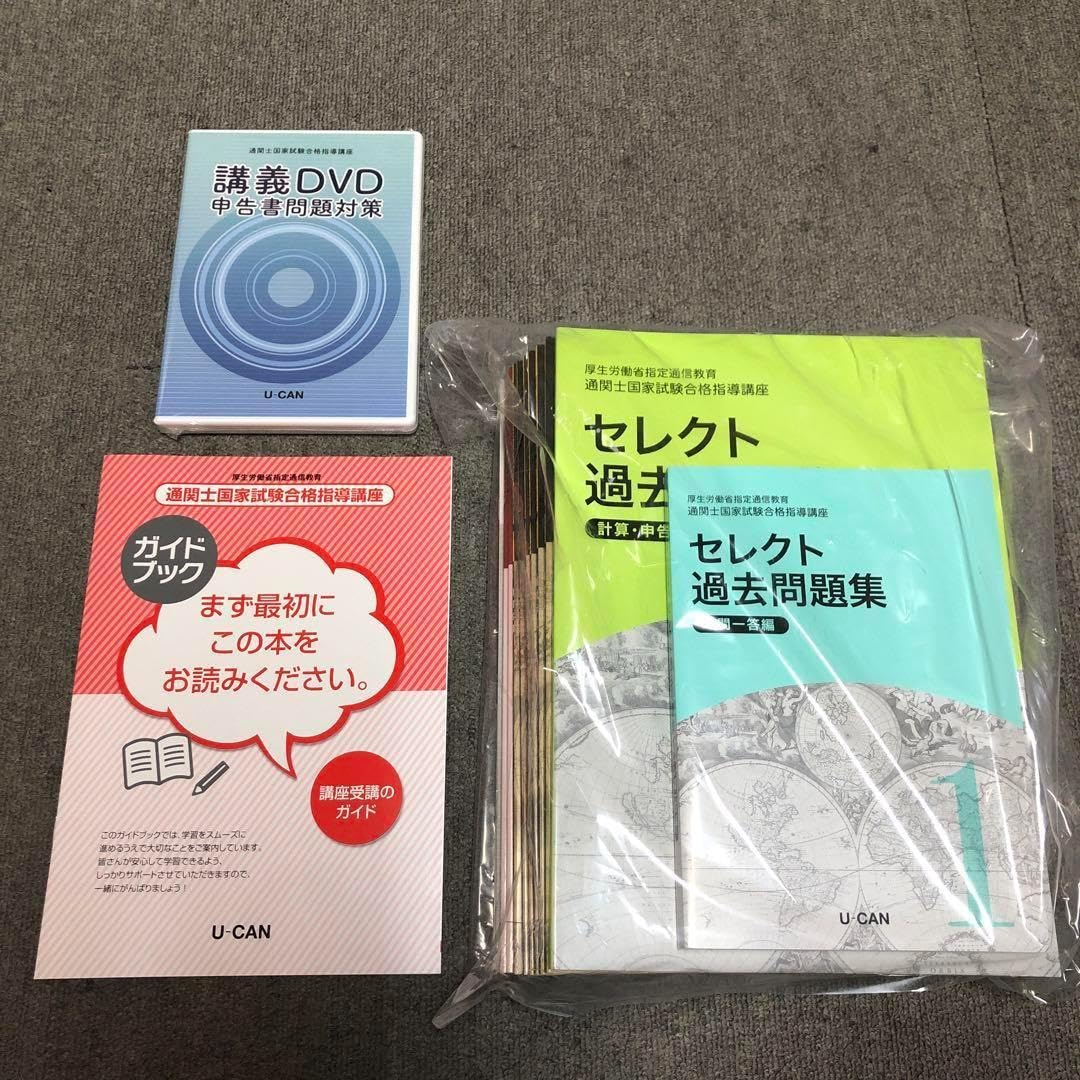 通関士国家試験合格指導講座
講義DVD
申告書問題対策
U-CAN
厚生労働省指定通信教育
通関士国家試験合格指導講座
ガイド
ブック
まず最初に
この本を
お読みください。
講座受講の
ガイド
このガイドブックでは、学習をスムーズに
進めるうえで大切なことをご案内しています。
皆さんが安心して学習できるよう、
しっかりサポートさせていただきますので、
一緒にがんばりましょう!
U-CAN
厚生労働省指定通信教育
通関士国家試験合格指導講座
セレクト
過去
計算・申告
厚生労働省指定通信教育
通関士国家試験合格指導講座
セレクト
過去問題集
問一答編
1
U-CAN